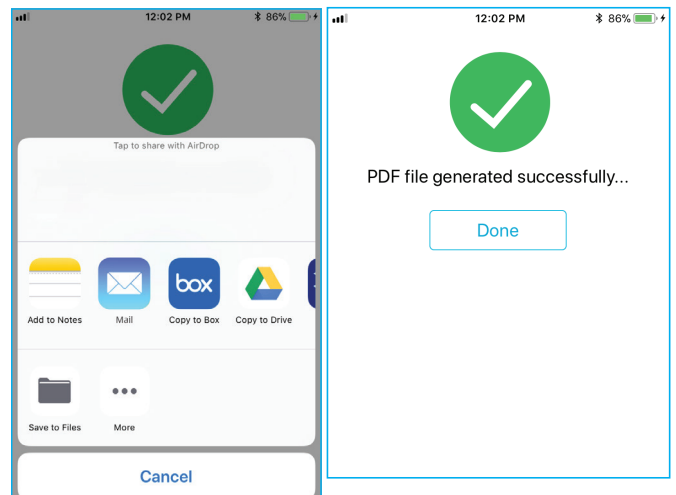 12:02 PM
86%
Tap to share with AirDrop
box
Add to Notes
Mail
Copy to Box
Copy to Drive
Save to Files
More
Cancel
12:02 PM
86%
PDF file generated successfully...
Done